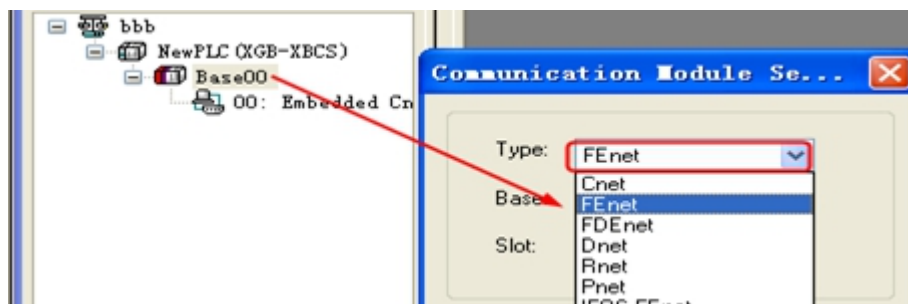 bbb
NewPLC(XGB-XBCS)
Base00
00: Embedded Cn
Communication Module Se...
Type:
FEnet
Cnet
FEnet
Base
FDEnet
Slot:
Dnet
Rnet
Pnet